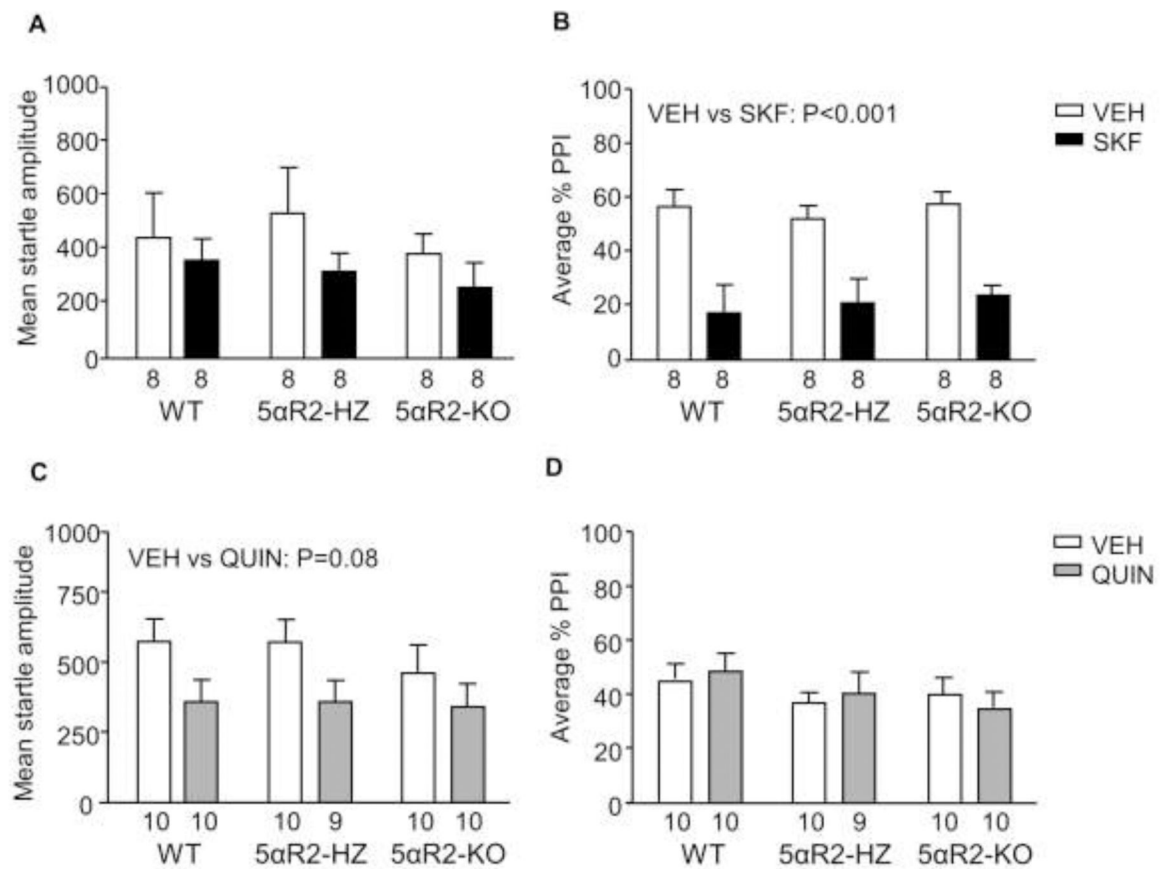 A
Mean startle amplitude
1000
800
600
400
200
0
8 8 8 8 8 8
WT 5αR2-HZ 5αR2-KO
B
Average % PPI
100
80
60
40
20
0
VEH vs SKF: P<0.001
VEH
SKF
8 8 8 8 8 8
WT 5αR2-HZ 5αR2-KO
C
Mean startle amplitude
1000
750
500
250
0
VEH vs QUIN: P=0.08
10 10 10 9 10 10
WT 5αR2-HZ 5αR2-KO
D
Average % PPI
100
80
60
40
20
0
VEH
QUIN
10 10 10 9 10 10
WT 5αR2-HZ 5αR2-KO